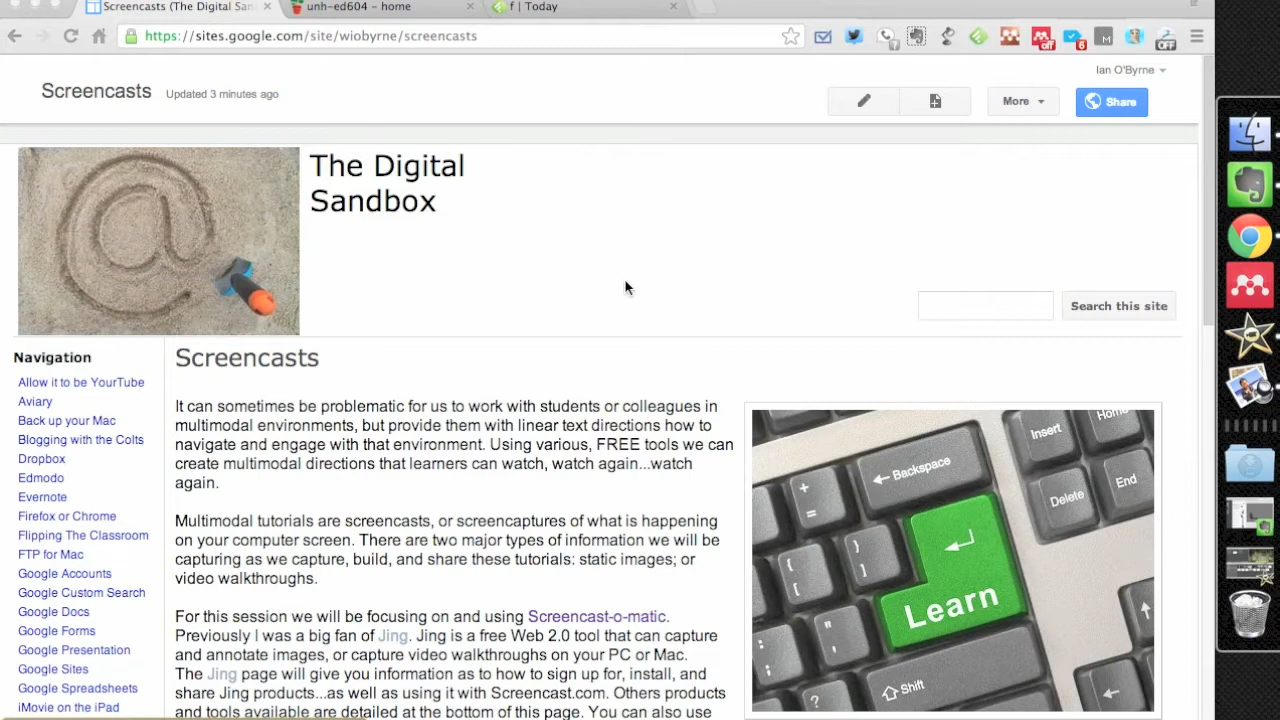 Screencasts (The Digital San
unh-ed604 - home
f | Today
https://sites.google.com/site/wiobyrne/screencasts
off
6
M
OFF
Ian O'Byrne
Screencasts
Updated 3 minutes ago
More
Share
@
The Digital
Sandbox
Search this site
Navigation
Allow it to be YouTube
Aviary
Back up your Mac
Blogging with the Colts
Dropbox
Edmodo
Evernote
Firefox or Chrome
Flipping The Classroom
FTP for Mac
Google Accounts
Google Custom Search
Google Docs
Google Forms
Google Presentation
Google Sites
Google Spreadsheets
iMovie on the iPad
Screencasts
It can sometimes be problematic for us to work with students or colleagues in
multimodal environments, but provide them with linear text directions how to
navigate and engage with that environment. Using various, FREE tools we can
create multimodal directions that learners can watch, watch again...watch
again.
Multimodal tutorials are screencasts, or screencaptures of what is happening
on your computer screen. There are two major types of information we will be
capturing as we capture, build, and share these tutorials: static images; or
video walkthroughs.
For this session we will be focusing on and using Screencast-o-matic.
Previously I was a big fan of Jing. Jing is a free Web 2.0 tool that can capture
and annotate images, or capture video walkthroughs on your PC or Mac.
The Jing page will give you information as to how to sign up for, install, and
share Jing products...as well as using it with Screencast.com. Others products
and tools available are detailed at the bottom of this page. You can also use
Home
Insert
End
Delete
Backspace
+
=
}
]
{
[
"
'
:
;
?
Learn
Shift